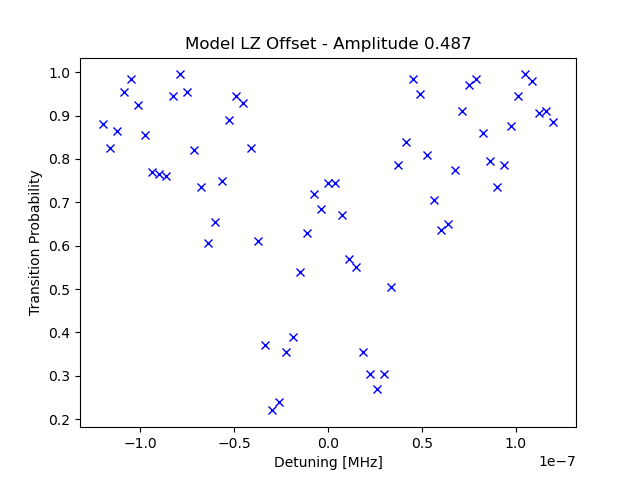 Model LZ Offset - Amplitude 0.487
1.0
0.9
0.8
0.7
0.6
0.5
0.4
0.3
0.2
Transition Probability
−1.0 −0.5 0.0 0.5 1.0
1e−7
Detuning [MHz]